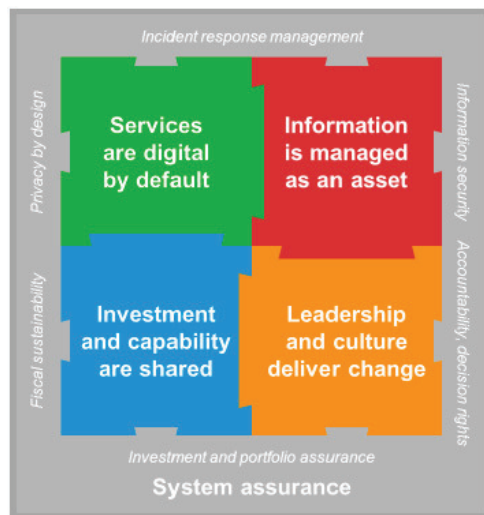 Incident response management
Privacy by design
Services
are digital
by default
Information
is managed
as an asset
Information security
Fiscal sustainability
Investment
and capability
are shared
Leadership
and culture
deliver change
Accountability, decision rights
Investment and portfolio assurance
System assurance